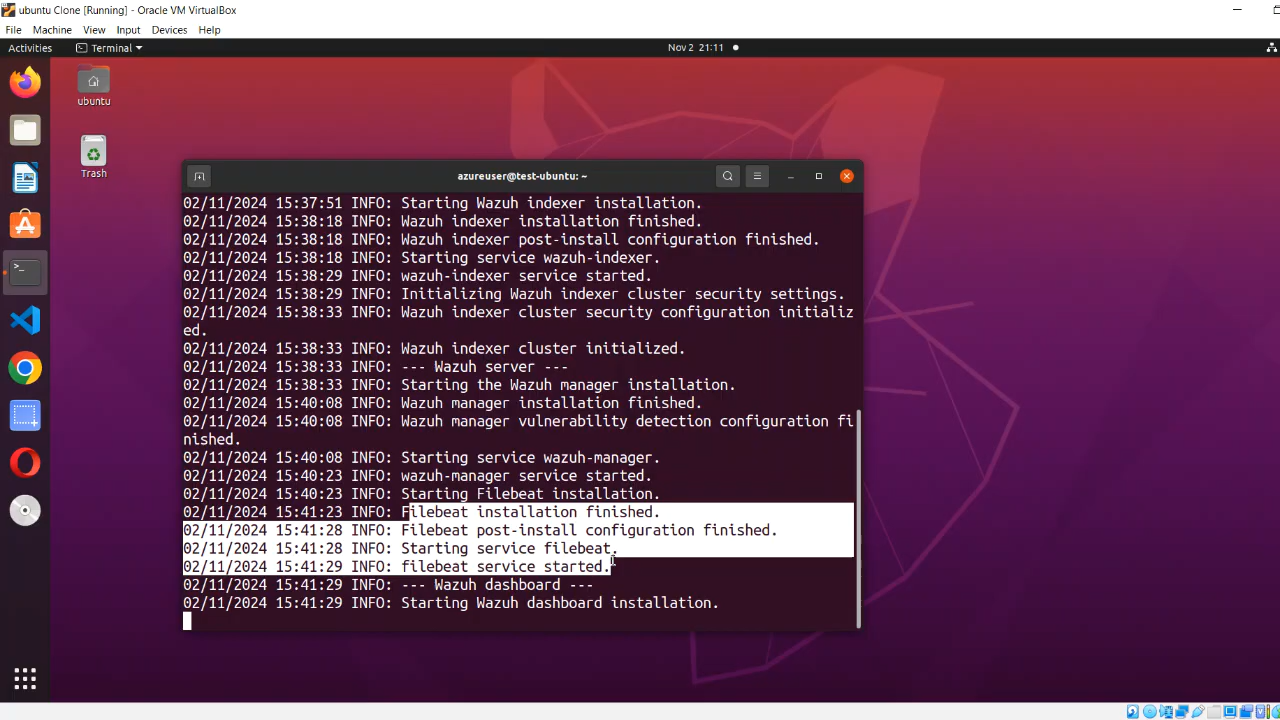 ubuntu Clone [Running] - Oracle VM VirtualBox
File Machine View Input Devices Help
Activities Terminal Nov 2 21:11
ubuntu
Trash
azureuser@test-ubuntu: ~
02/11/2024 15:37:51 INFO: Starting Wazuh indexer installation.
02/11/2024 15:38:18 INFO: Wazuh indexer installation finished.
02/11/2024 15:38:18 INFO: Wazuh indexer post-install configuration finished.
02/11/2024 15:38:18 INFO: Starting service wazuh-indexer.
02/11/2024 15:38:29 INFO: wazuh-indexer service started.
02/11/2024 15:38:29 INFO: Initializing Wazuh indexer cluster security settings.
02/11/2024 15:38:33 INFO: Wazuh indexer cluster security configuration initializ
ed.
02/11/2024 15:38:33 INFO: Wazuh indexer cluster initialized.
02/11/2024 15:38:33 INFO: --- Wazuh server ---
02/11/2024 15:38:33 INFO: Starting the Wazuh manager installation.
02/11/2024 15:40:08 INFO: Wazuh manager installation finished.
02/11/2024 15:40:08 INFO: Wazuh manager vulnerability detection configuration fi
nished.
02/11/2024 15:40:08 INFO: Starting service wazuh-manager.
02/11/2024 15:40:23 INFO: wazuh-manager service started.
02/11/2024 15:40:23 INFO: Starting Filebeat installation.
02/11/2024 15:41:23 INFO: Filebeat installation finished.
02/11/2024 15:41:28 INFO: Filebeat post-install configuration finished.
02/11/2024 15:41:28 INFO: Starting service filebeat.
02/11/2024 15:41:29 INFO: filebeat service started.
02/11/2024 15:41:29 INFO: --- Wazuh dashboard ---
02/11/2024 15:41:29 INFO: Starting Wazuh dashboard installation.